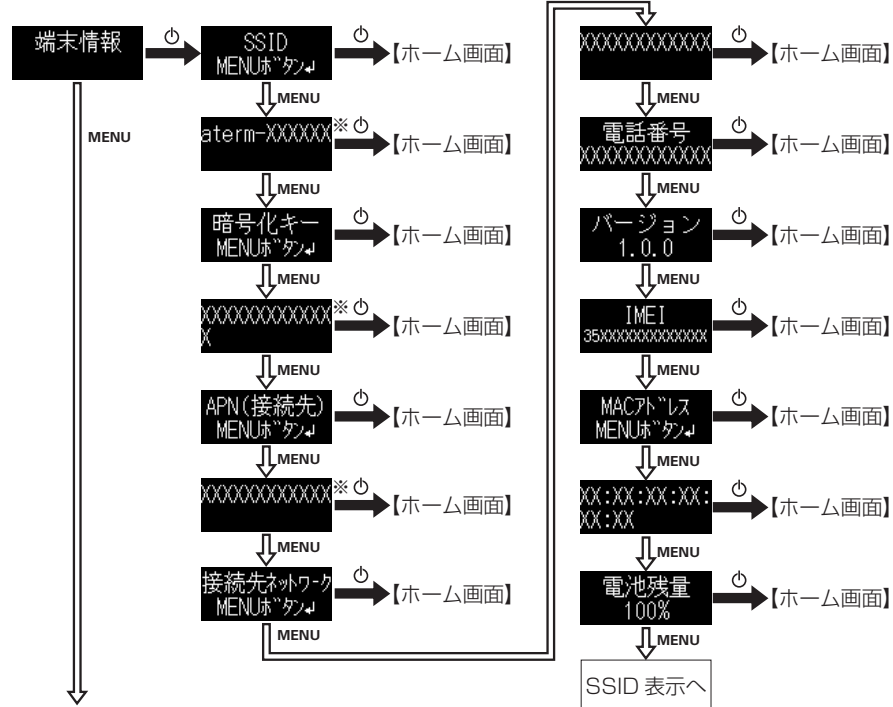 端末情報
MENU
SSID
MENUﾎﾞﾀﾝ↲
【ホーム画面】
MENU
aterm-XXXXXX
※
【ホーム画面】
MENU
暗号化キー
MENUﾎﾞﾀﾝ↲
【ホーム画面】
MENU
XXXXXXXXXXXX
X
※
【ホーム画面】
MENU
APN(接続先)
MENUﾎﾞﾀﾝ↲
【ホーム画面】
MENU
XXXXXXXXXXXX
※
【ホーム画面】
MENU
接続先ﾈｯﾄﾜｰｸ
MENUﾎﾞﾀﾝ↲
【ホーム画面】
MENU
XXXXXXXXXXXX
【ホーム画面】
MENU
電話番号
XXXXXXXXXXXX
【ホーム画面】
MENU
バージョン
1.0.0
【ホーム画面】
MENU
IMEI
35XXXXXXXXXXXXX
【ホーム画面】
MENU
MACｱﾄﾞﾚｽ
MENUﾎﾞﾀﾝ↲
【ホーム画面】
MENU
XX:XX:XX:XX:
XX:XX
【ホーム画面】
MENU
電池残量
100%
【ホーム画面】
MENU
SSID 表示へ